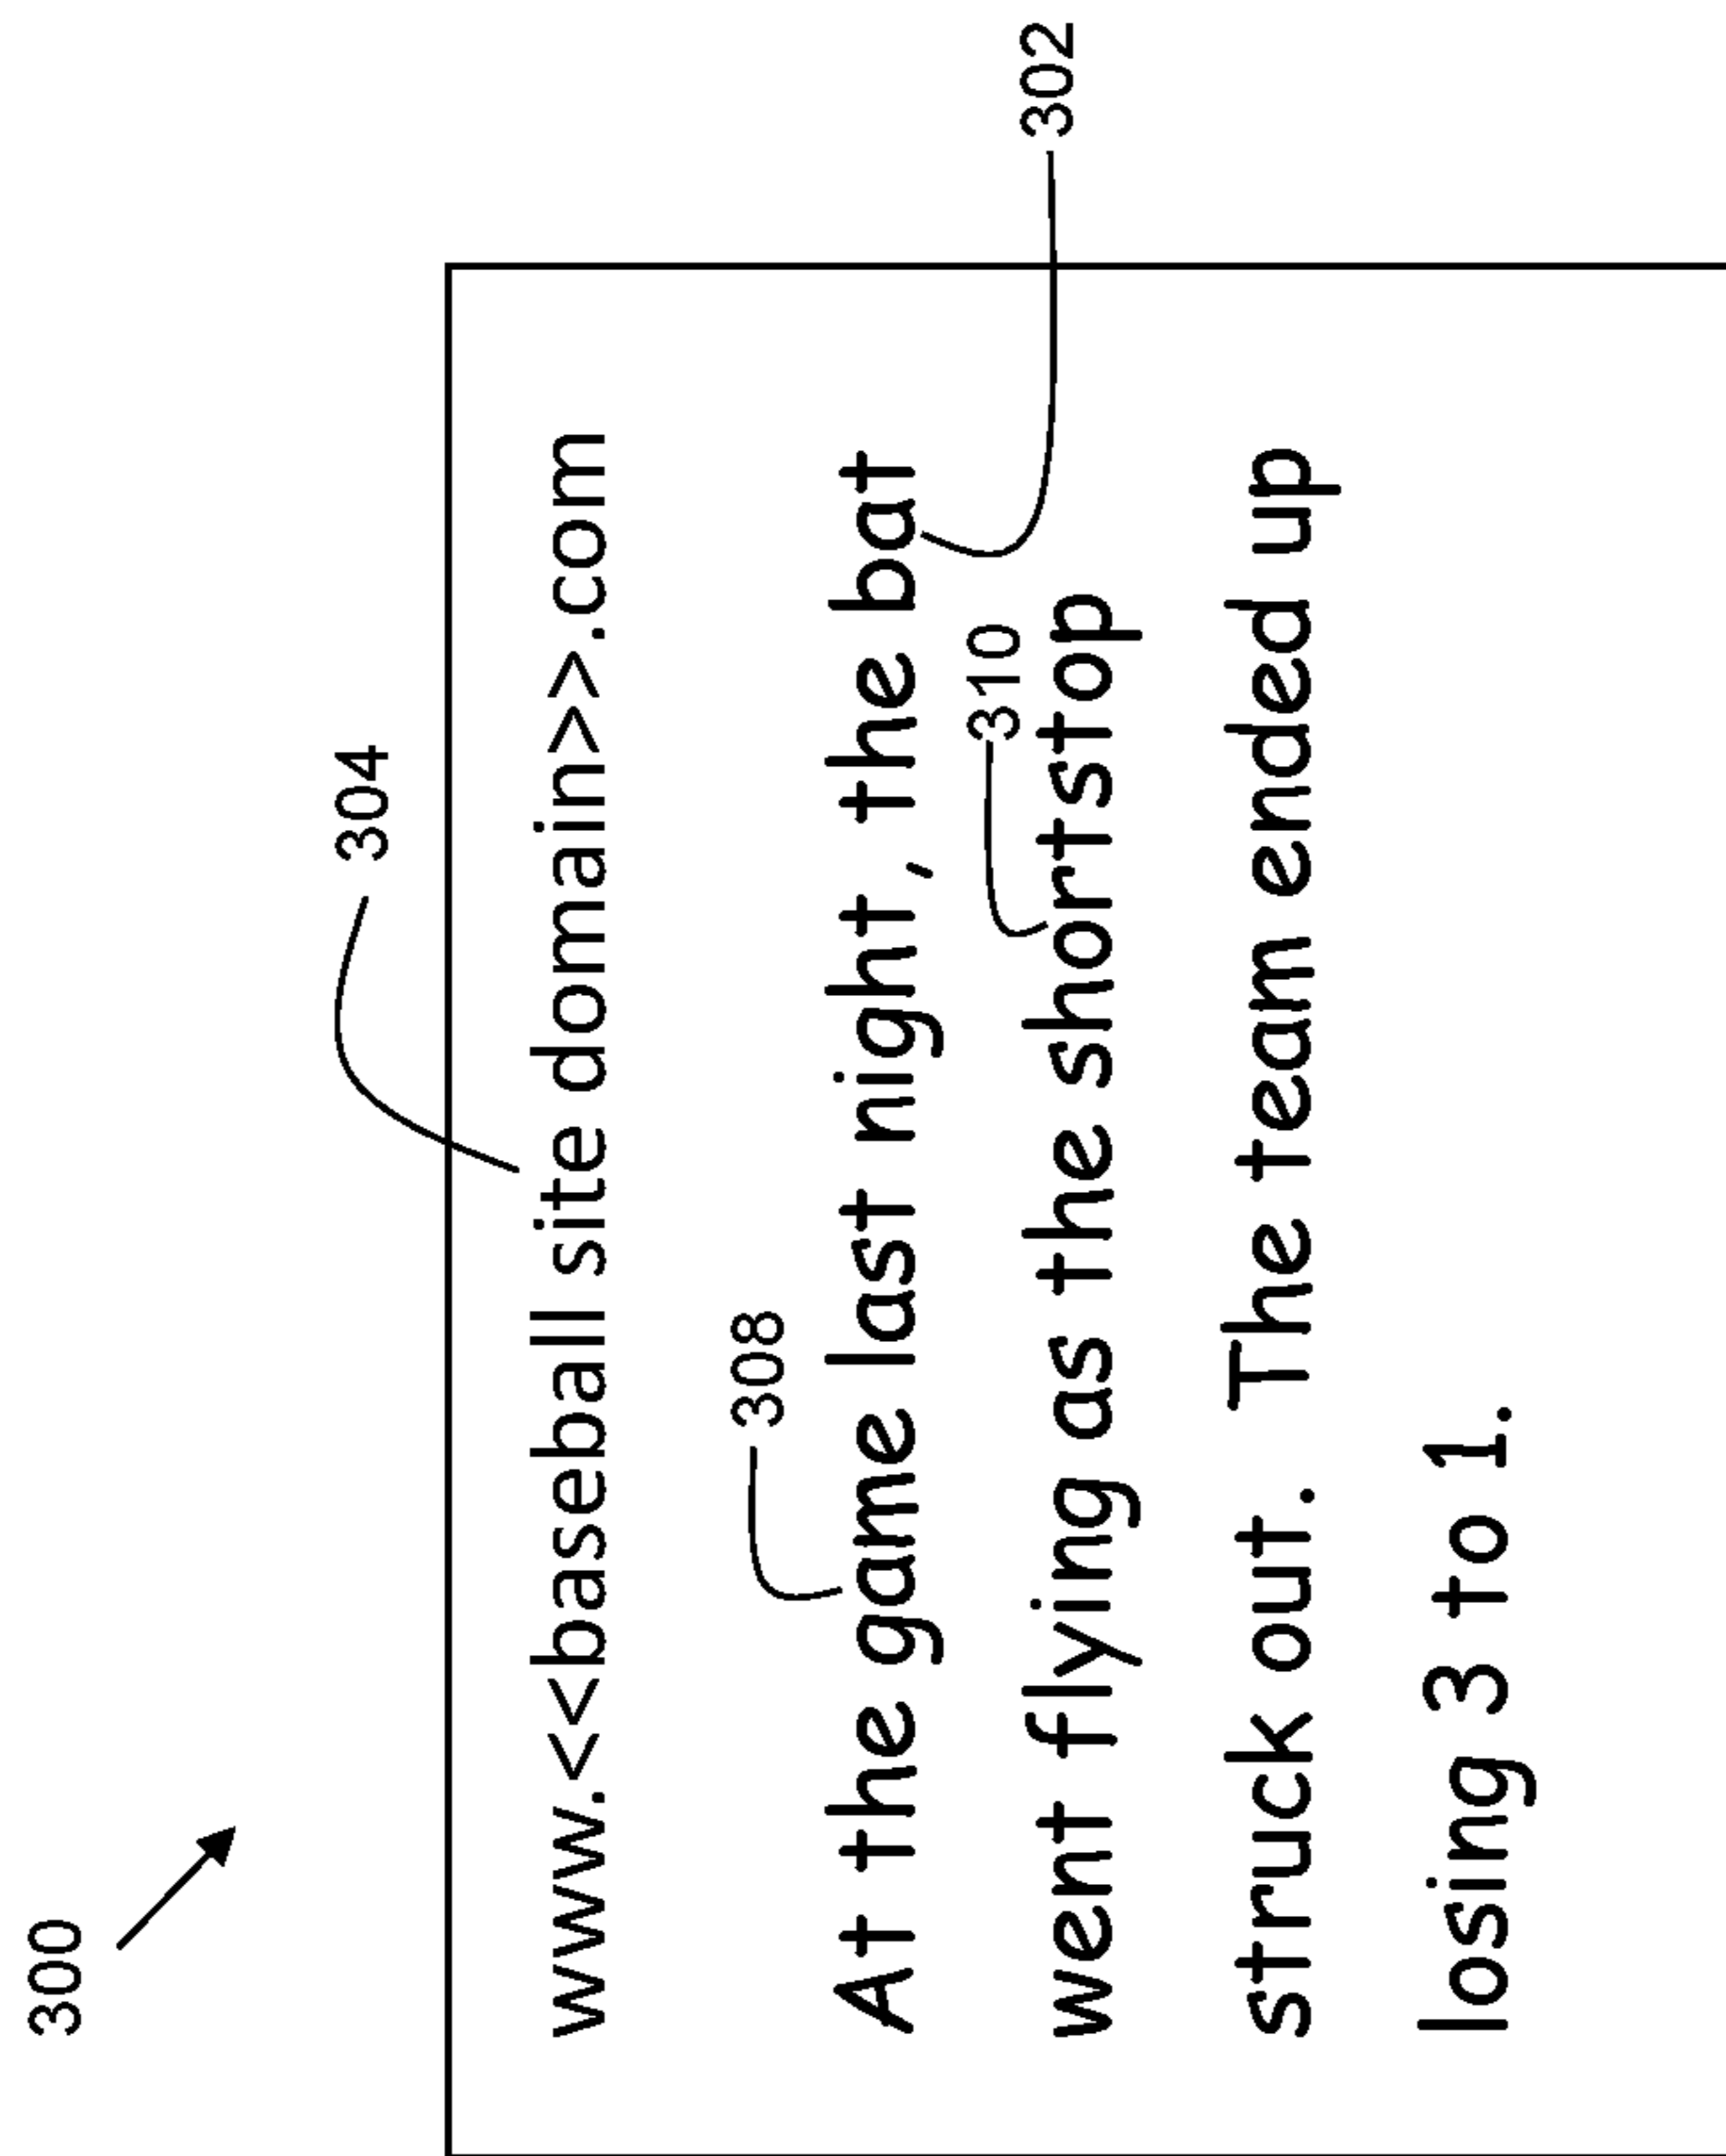 300
304
www.<<baseball site domain>>.com
308
At the game last night, the bat
302
310
went flying as the shortstop
struck out. The team ended up
losing 3 to 1.